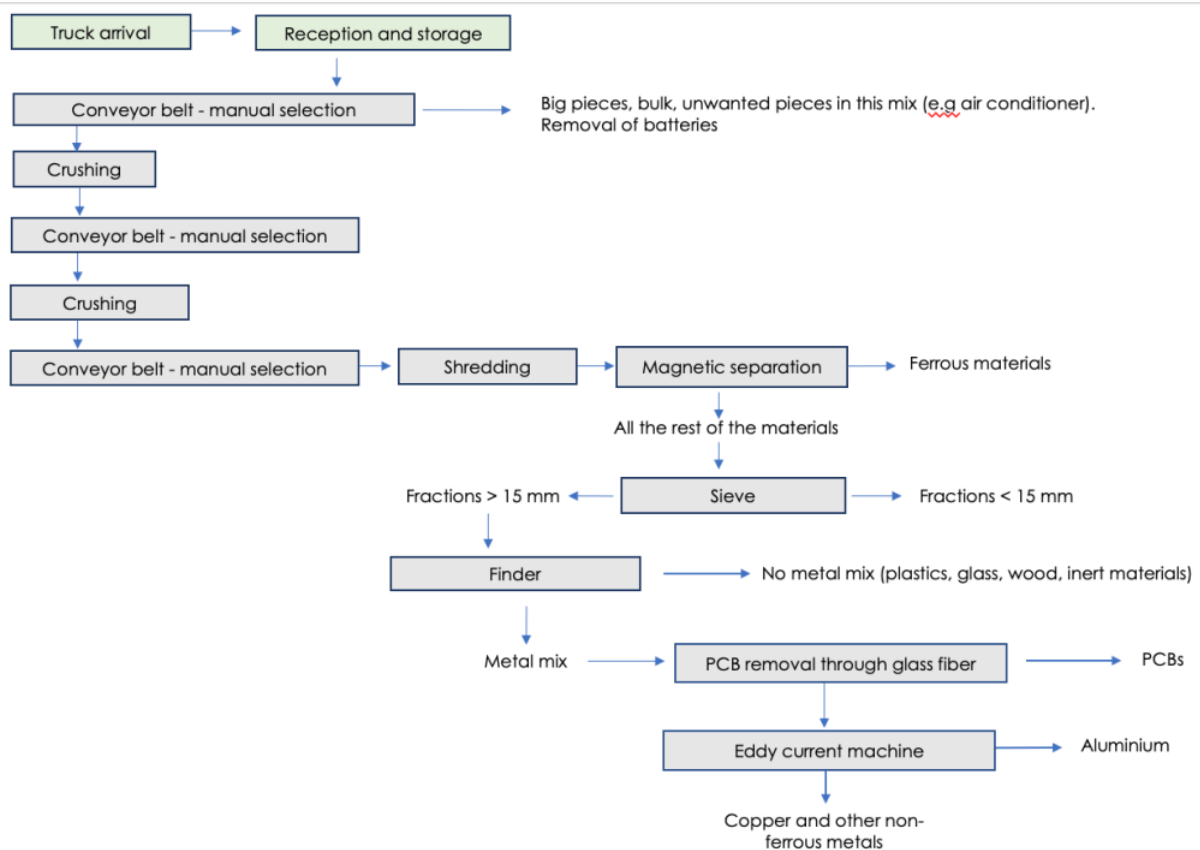 Truck arrival
Reception and storage
Conveyor belt - manual selection
Big pieces, bulk, unwanted pieces in this mix (e.g air conditioner).
Removal of batteries
Crushing
Conveyor belt - manual selection
Crushing
Conveyor belt - manual selection
Shredding
Magnetic separation
Ferrous materials
All the rest of the materials
Fractions > 15 mm
Sieve
Fractions < 15 mm
Finder
No metal mix (plastics, glass, wood, inert materials)
Metal mix
PCB removal through glass fiber
PCBs
Eddy current machine
Aluminium
Copper and other non-
ferrous metals